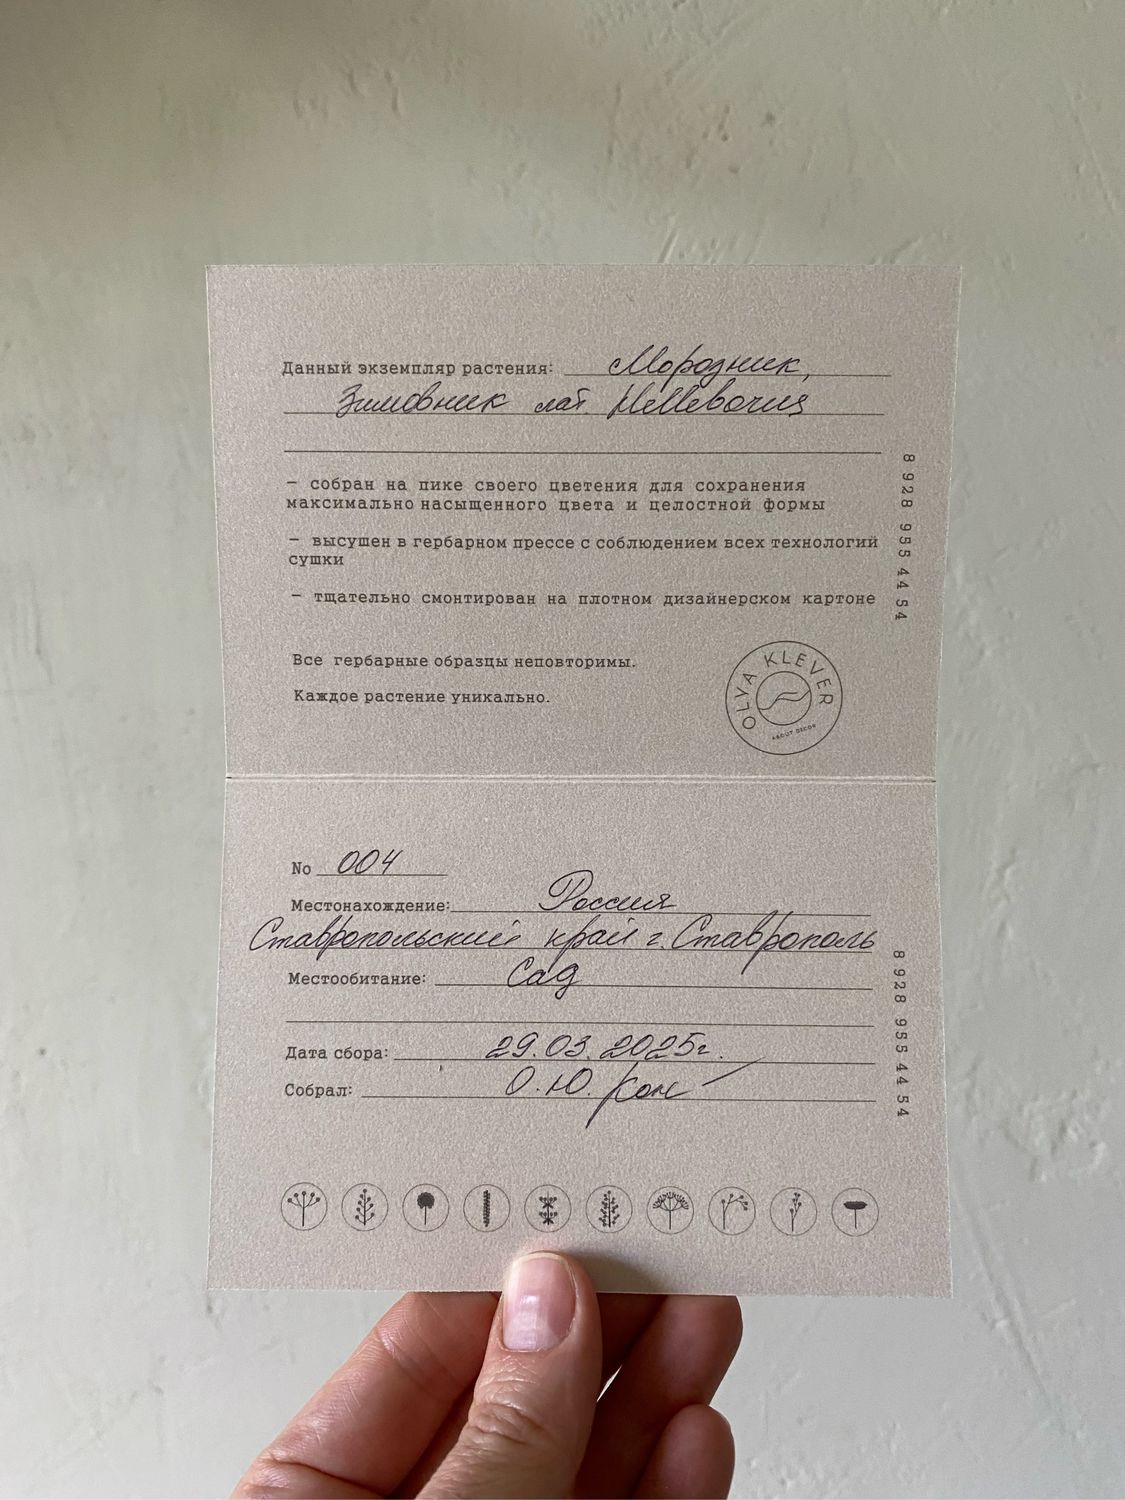 Данный экземпляр растения: Морозник,
Зимовник лат. Helleborus
— собран на пике своего цветения для сохранения
максимально насыщенного цвета и целостной формы
— высушен в гербарном прессе с соблюдением всех технологий
сушки
— тщательно смонтирован на плотном дизайнерском картоне
Все гербарные образцы неповторимы.
Каждое растение уникально.
OLYA KLEVER
ABOUT DECOR
8 928 955 44 54
No 004
Местонахождение: Россия
Ставропольский край г. Ставрополь
Местообитание: Сад
Дата сбора: 29.03.2025г.
Собрал: О.Ю.
8 928 955 44 54